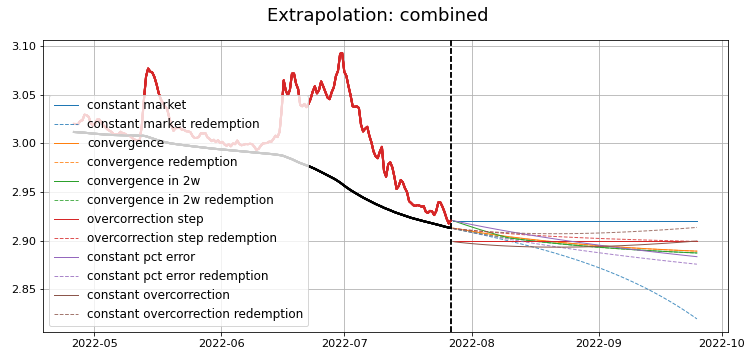 Extrapolation: combined
3.10
3.05
3.00
2.95
2.90
2.85
constant market
constant market redemption
convergence
convergence redemption
convergence in 2w
convergence in 2w redemption
overcorrection step
overcorrection step redemption
constant pct error
constant pct error redemption
constant overcorrection
constant overcorrection redemption
2022-05 2022-06 2022-07 2022-08 2022-09 2022-10